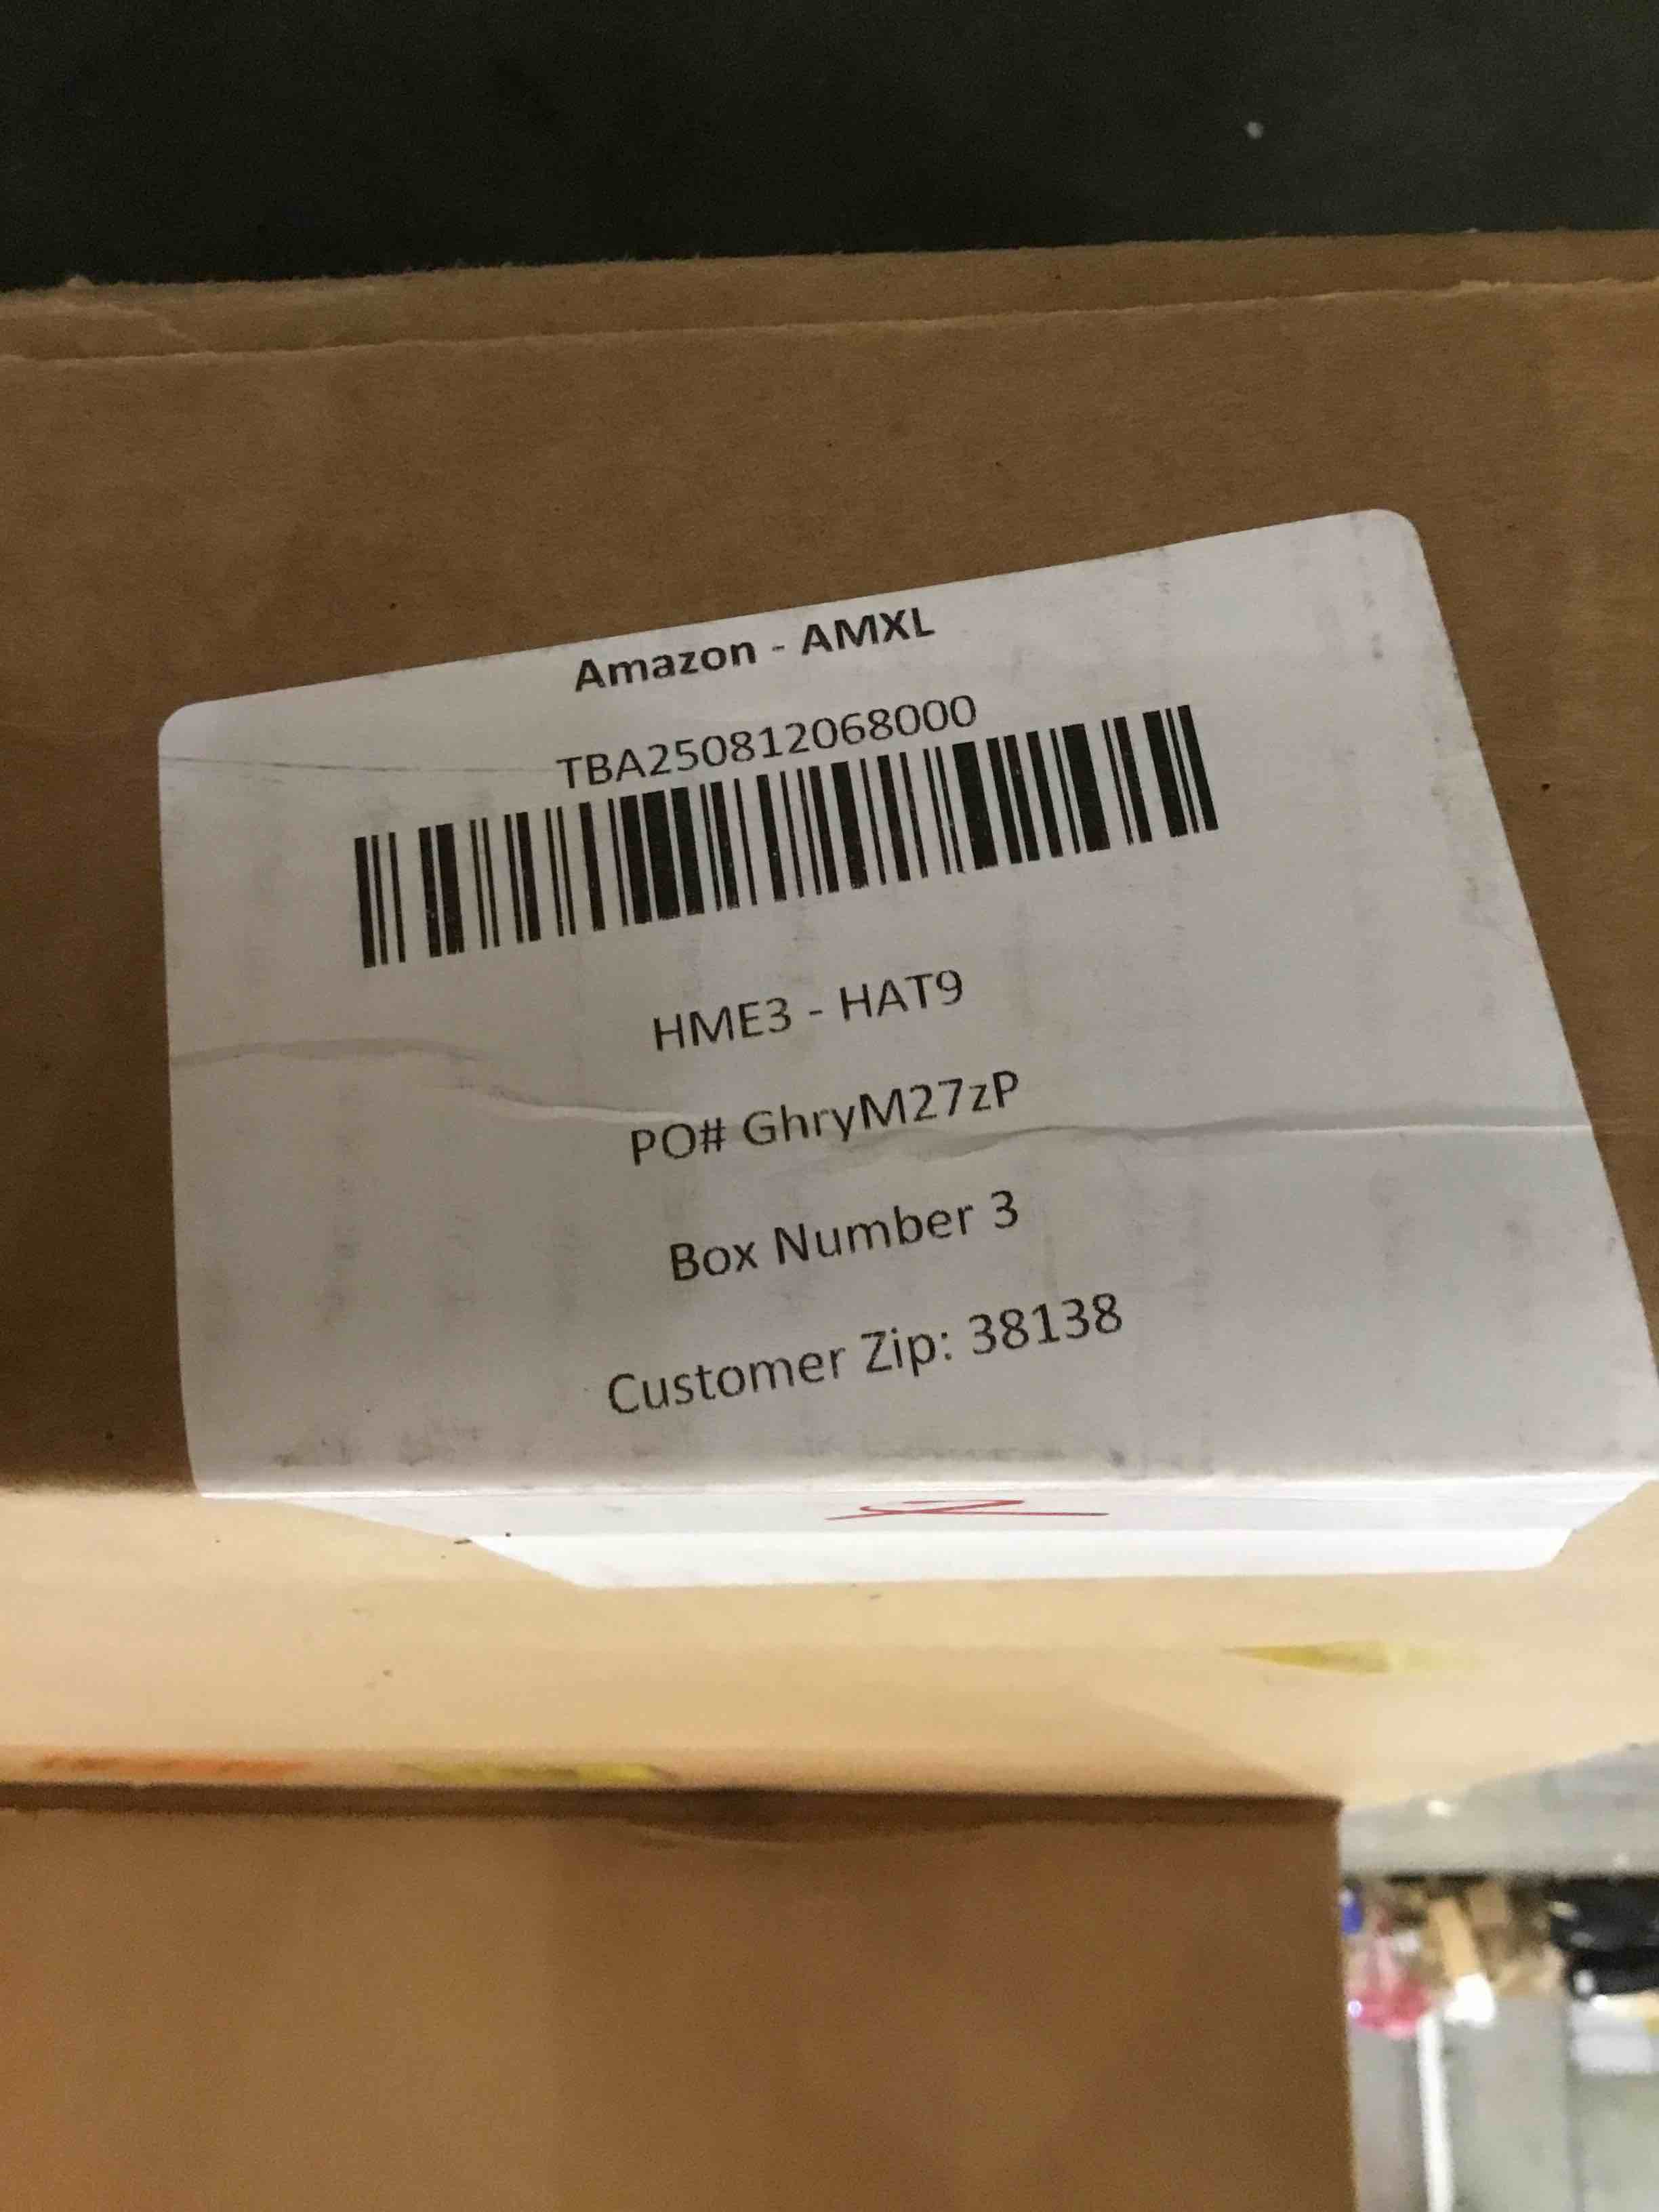 Amazon - AMXL
TBA250812068000
HME3 - HAT9
PO# GhryM27zP
Box Number 3
Customer Zip: 38138